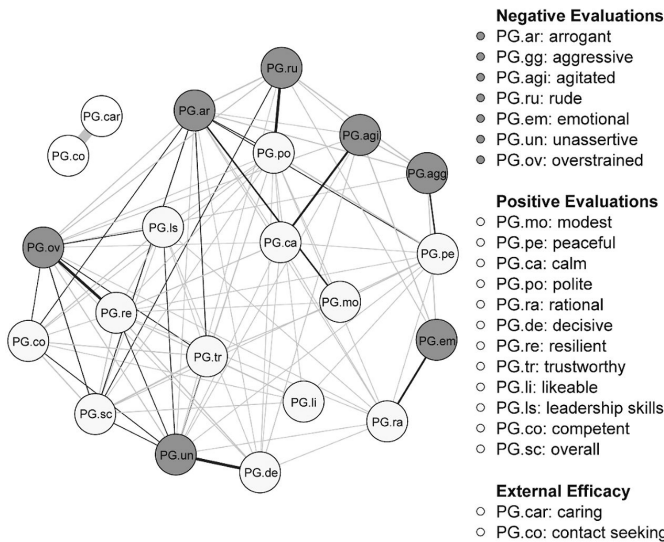 PG.ru
PG.ar
PG.car
PG.agi
PG.co
PG.po
PG.agg
PG.ls
PG.ov
PG.ca
PG.pe
PG.mo
PG.re
PG.co
PG.em
PG.tr
PG.li
PG.sc
PG.ra
PG.un
PG.de
Negative Evaluations
PG.ar: arrogant
PG.gg: aggressive
PG.agi: agitated
PG.ru: rude
PG.em: emotional
PG.un: unassertive
PG.ov: overstrained
Positive Evaluations
PG.mo: modest
PG.pe: peaceful
PG.ca: calm
PG.po: polite
PG.ra: rational
PG.de: decisive
PG.re: resilient
PG.tr: trustworthy
PG.li: likeable
PG.ls: leadership skills
PG.co: competent
PG.sc: overall
External Efficacy
PG.car: caring
PG.co: contact seeking